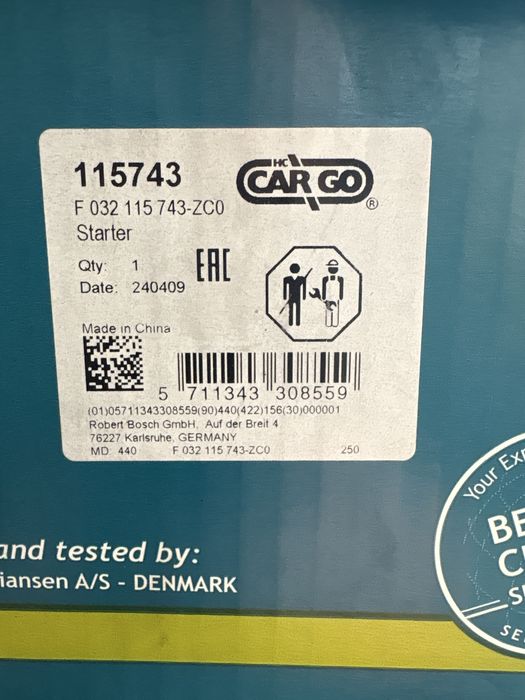 115743
HC
CARGO
®
F 032 115 743-ZC0
Starter
Qty: 1
EAC
Date: 240409
Made in China
5 711343 308559
(01)05711343308559(90)440(422)156(30)000001
Robert Bosch GmbH, Auf der Breit 4
76227 Karlsruhe, GERMANY
MD: 440 F 032 115 743-ZC0 250
and tested by:
iansen A/S - DENMARK
Your